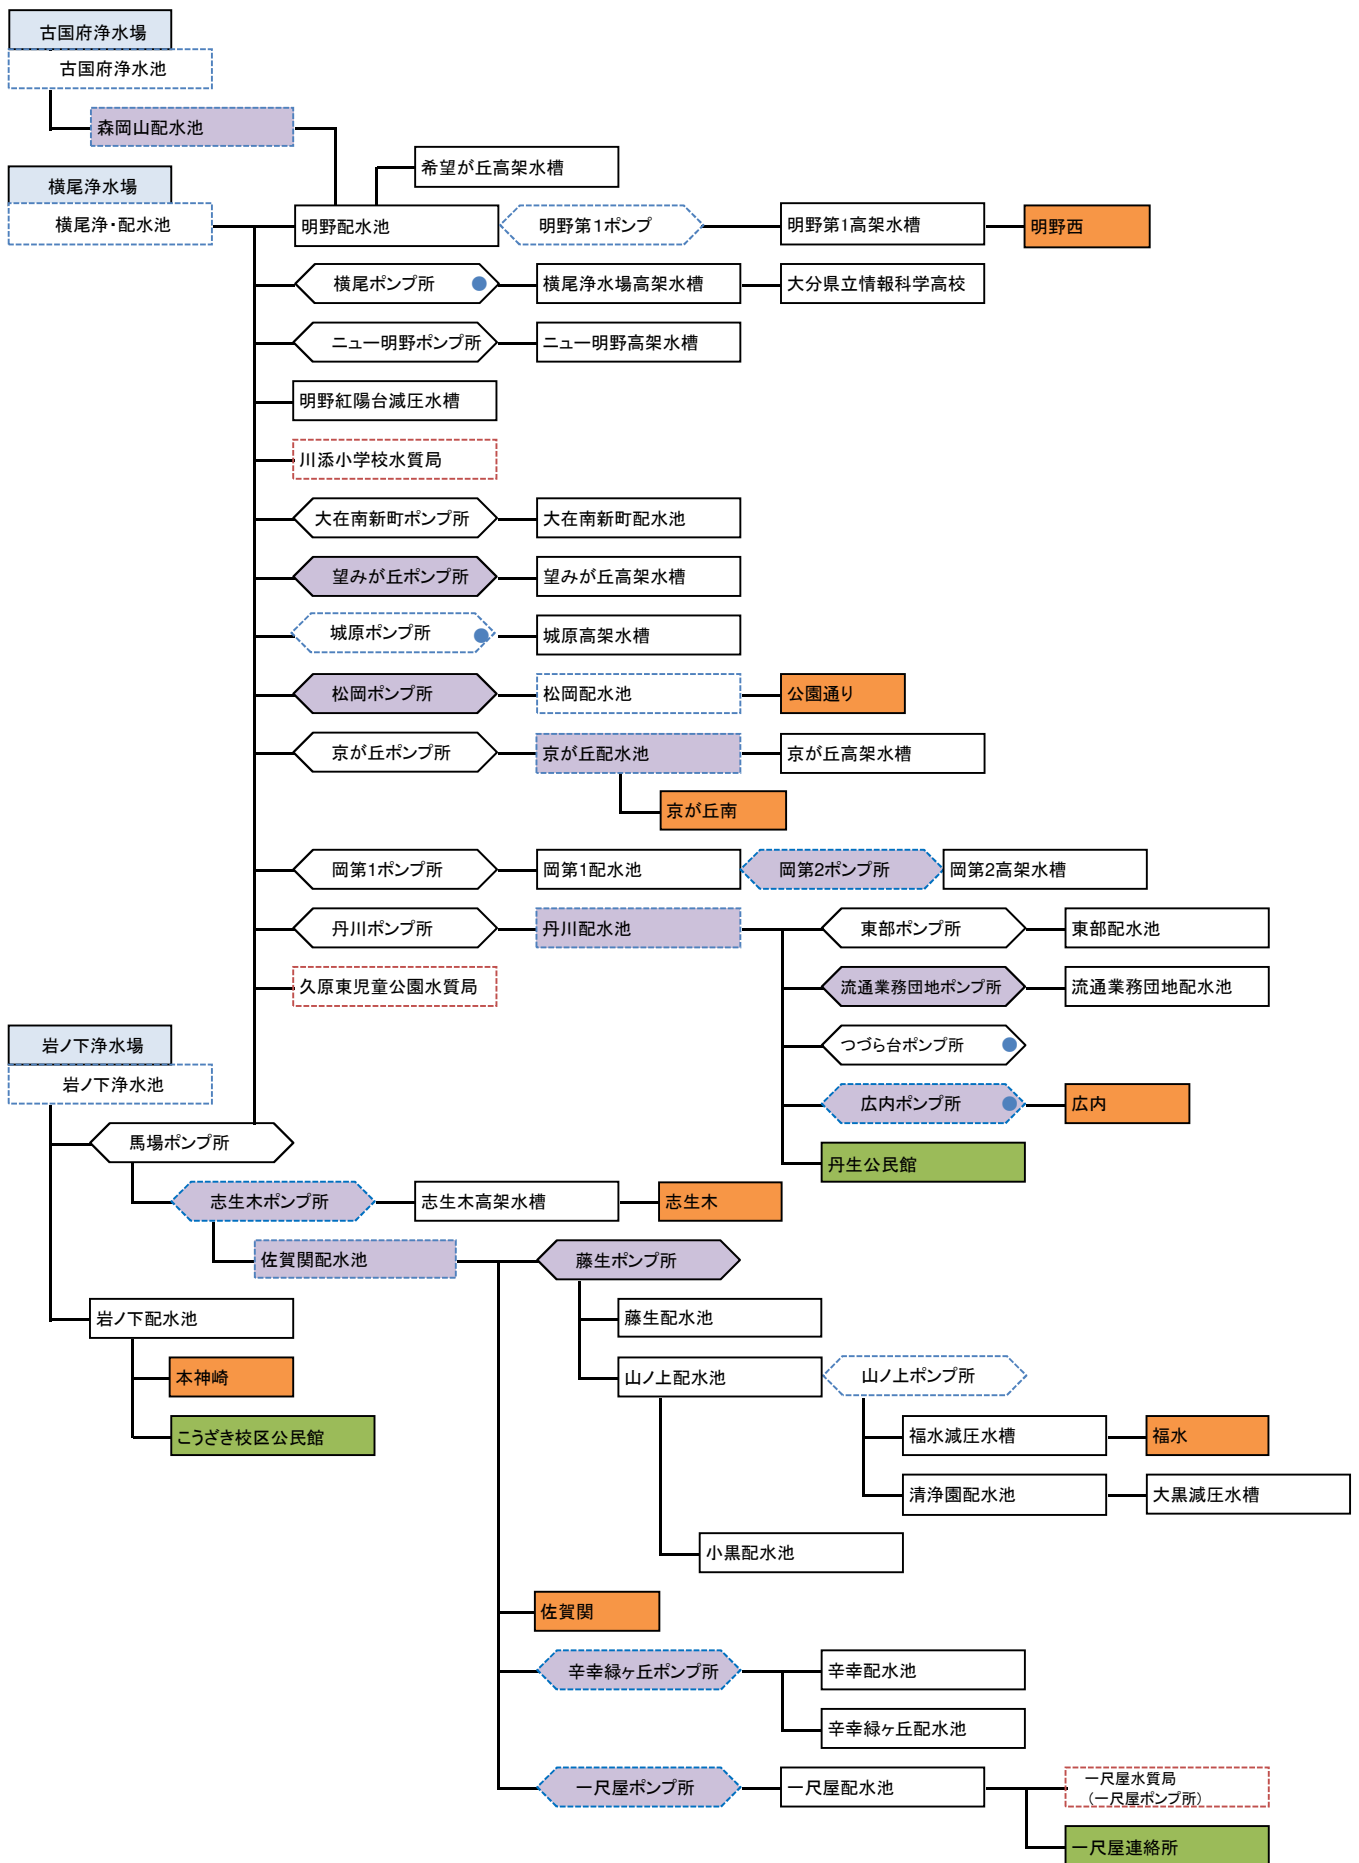 古国府浄水場
古国府浄水池
森岡山配水池
希望が丘高架水槽
横尾浄水場
横尾浄・配水池
明野配水池
明野第1ポンプ
明野第1高架水槽
明野西
横尾ポンプ所
横尾浄水場高架水槽
大分県立情報科学高校
ニュー明野ポンプ所
ニュー明野高架水槽
明野紅陽台減圧水槽
川添小学校水質局
大在南新町ポンプ所
大在南新町配水池
望みが丘ポンプ所
望みが丘高架水槽
城原ポンプ所
城原高架水槽
松岡ポンプ所
松岡配水池
公園通り
京が丘ポンプ所
京が丘配水池
京が丘高架水槽
京が丘南
岡第1ポンプ所
岡第1配水池
岡第2ポンプ所
岡第2高架水槽
丹川ポンプ所
丹川配水池
東部ポンプ所
東部配水池
久原東児童公園水質局
流通業務団地ポンプ所
流通業務団地配水池
岩ノ下浄水場
つづら台ポンプ所
岩ノ下浄水池
広内ポンプ所
広内
馬場ポンプ所
丹生公民館
志生木ポンプ所
志生木高架水槽
志生木
佐賀関配水池
藤生ポンプ所
岩ノ下配水池
藤生配水池
本神崎
山ノ上配水池
山ノ上ポンプ所
こうざき校区公民館
福水減圧水槽
福水
清浄園配水池
大黒減圧水槽
小黒配水池
佐賀関
辛幸緑ヶ丘ポンプ所
辛幸配水池
辛幸緑ヶ丘配水池
一尺屋ポンプ所
一尺屋配水池
一尺屋水質局
（一尺屋ポンプ所）
一尺屋連絡所